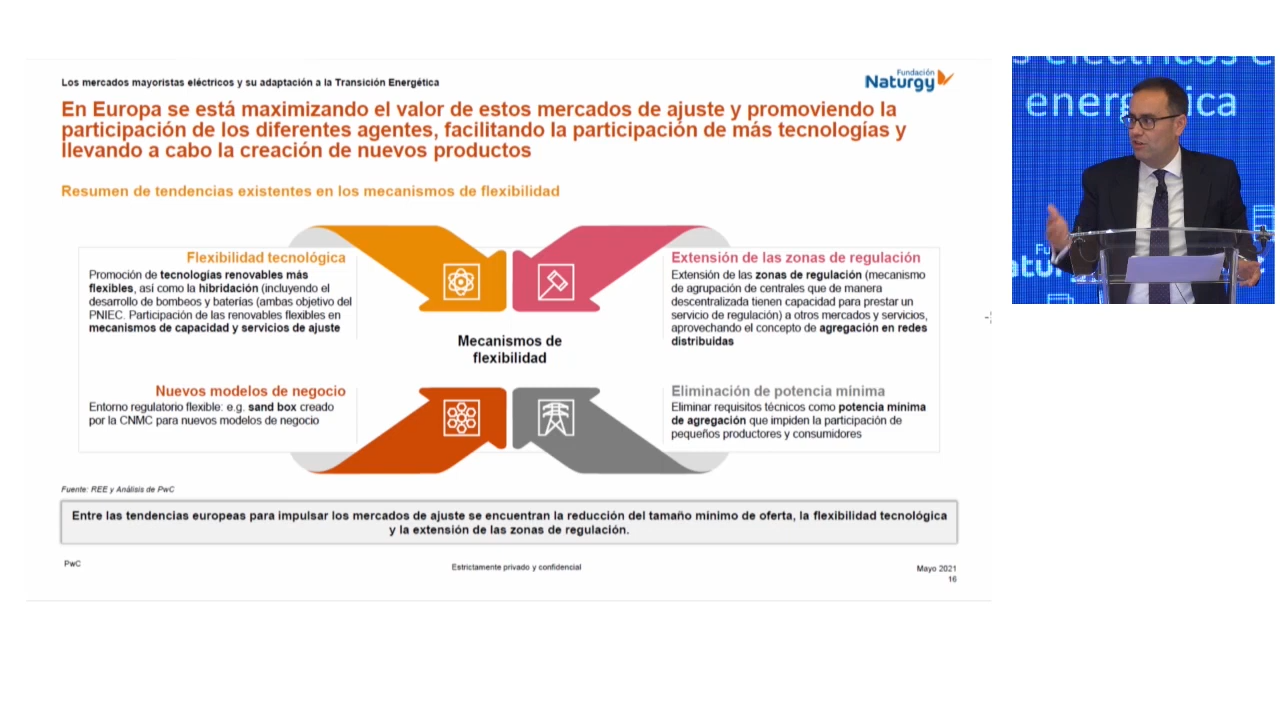 Los mercados mayoristas eléctricos y su adaptación a la Transición Energética
Fundación
Naturgy
En Europa se está maximizando el valor de estos mercados de ajuste y promoviendo la
participación de los diferentes agentes, facilitando la participación de más tecnologías y
llevando a cabo la creación de nuevos productos
Resumen de tendencias existentes en los mecanismos de flexibilidad
Flexibilidad tecnológica
Promoción de tecnologías renovables más
flexibles, así como la hibridación (incluyendo el
desarrollo de bombeos y baterías (ambas objetivo del
PNIEC. Participación de las renovables flexibles en
mecanismos de capacidad y servicios de ajuste
Extensión de las zonas de regulación
Extensión de las zonas de regulación (mecanismo
de agrupación de centrales que de manera
descentralizada tienen capacidad para prestar un
servicio de regulación) a otros mercados y servicios,
aprovechando el concepto de agregación en redes
distribuidas
Mecanismos de
flexibilidad
Nuevos modelos de negocio
Entorno regulatorio flexible: e.g. sand box creado
por la CNMC para nuevos modelos de negocio
Eliminación de potencia mínima
Eliminar requisitos técnicos como potencia mínima
de agregación que impiden la participación de
pequeños productores y consumidores
Fuente: REE y Análisis de PwC
Entre las tendencias europeas para impulsar los mercados de ajuste se encuentran la reducción del tamaño mínimo de oferta, la flexibilidad tecnológica
y la extensión de las zonas de regulación.
PwC
Estrictamente privado y confidencial
Mayo 2021
16
s eléctricos e
energética